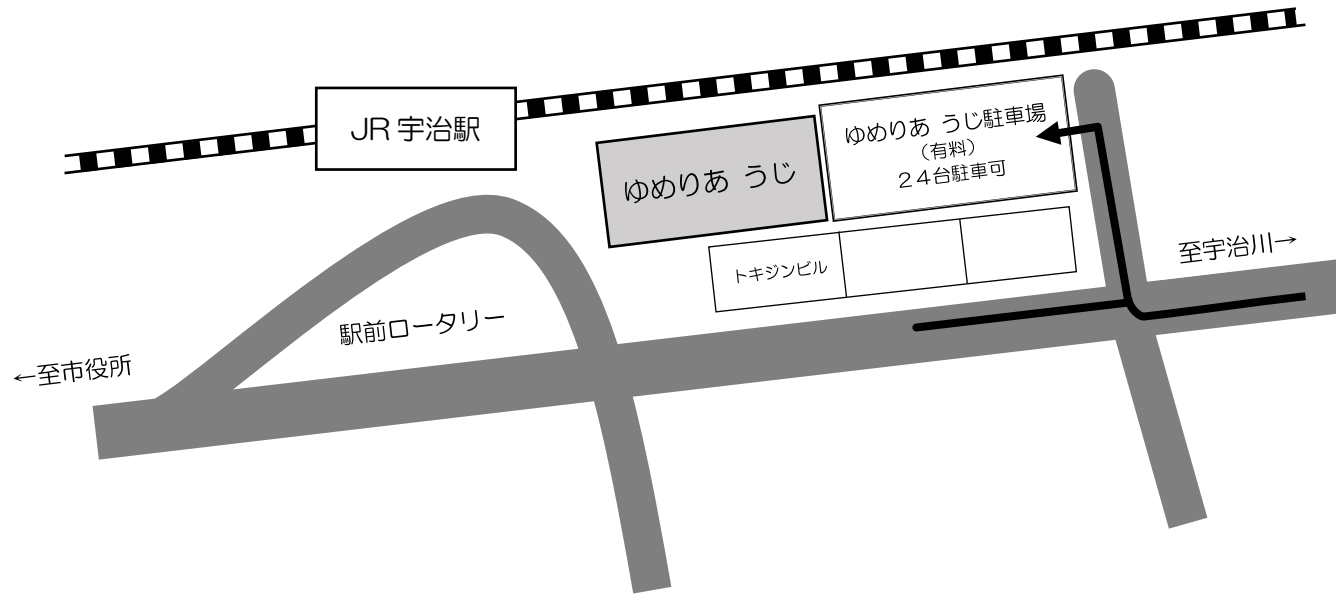 JR 宇治駅
ゆめりあ うじ駐車場
（有料）
２４台駐車可
ゆめりあ うじ
トキジンビル
至宇治川→
駅前ロータリー
←至市役所